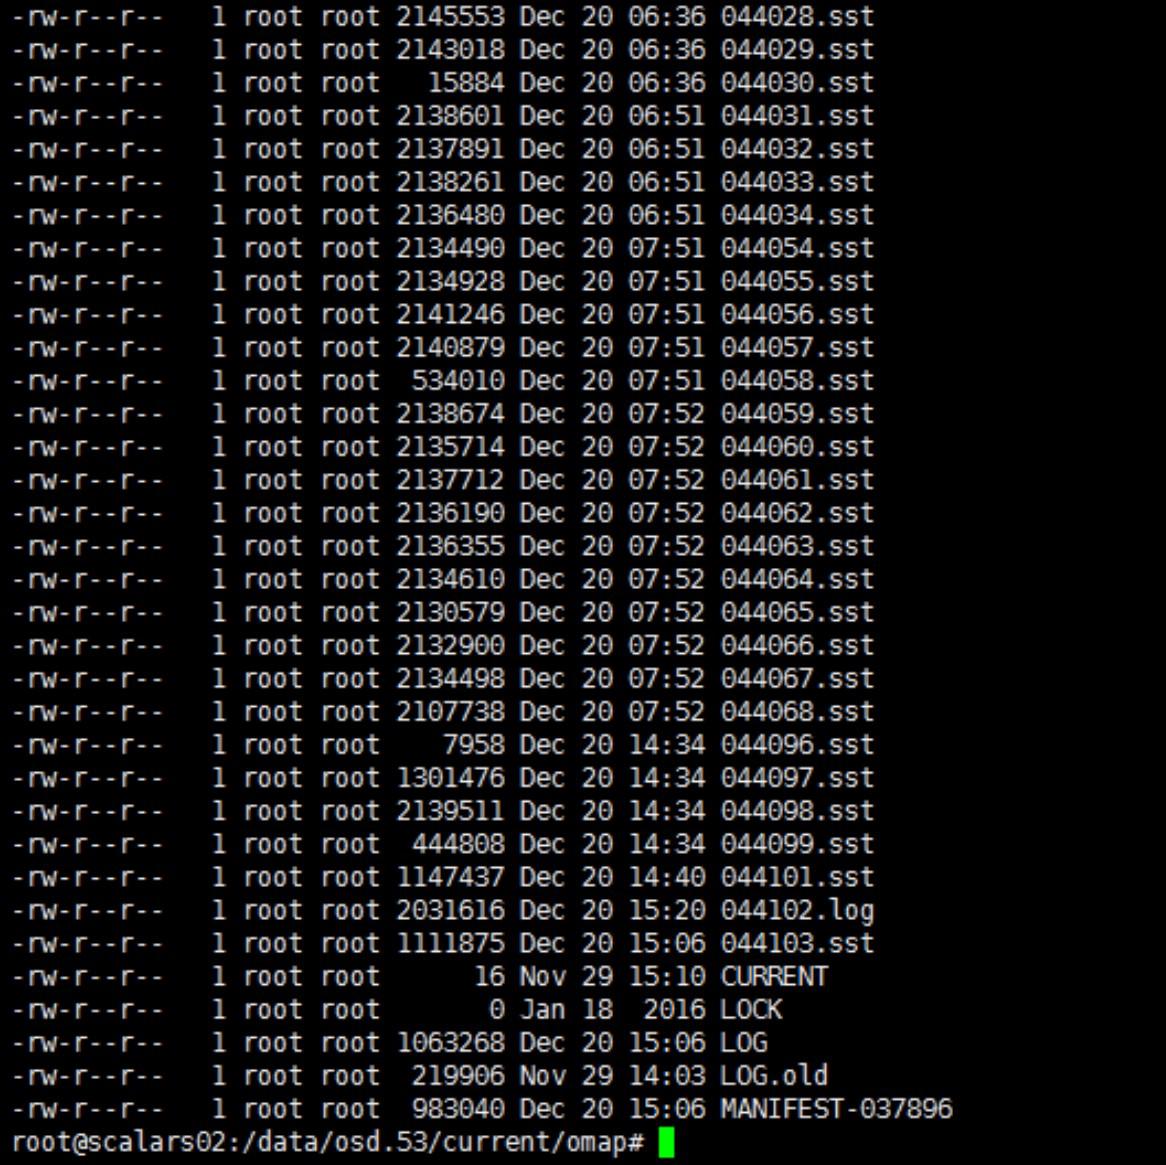 -rw-r--r--   1 root root 2145553 Dec 20 06:36 044028.sst
-rw-r--r--   1 root root 2143018 Dec 20 06:36 044029.sst
-rw-r--r--   1 root root   15884 Dec 20 06:36 044030.sst
-rw-r--r--   1 root root 2138601 Dec 20 06:51 044031.sst
-rw-r--r--   1 root root 2137891 Dec 20 06:51 044032.sst
-rw-r--r--   1 root root 2138261 Dec 20 06:51 044033.sst
-rw-r--r--   1 root root 2136480 Dec 20 06:51 044034.sst
-rw-r--r--   1 root root 2134490 Dec 20 07:51 044054.sst
-rw-r--r--   1 root root 2134928 Dec 20 07:51 044055.sst
-rw-r--r--   1 root root 2141246 Dec 20 07:51 044056.sst
-rw-r--r--   1 root root 2140879 Dec 20 07:51 044057.sst
-rw-r--r--   1 root root  534010 Dec 20 07:51 044058.sst
-rw-r--r--   1 root root 2138674 Dec 20 07:52 044059.sst
-rw-r--r--   1 root root 2135714 Dec 20 07:52 044060.sst
-rw-r--r--   1 root root 2137712 Dec 20 07:52 044061.sst
-rw-r--r--   1 root root 2136190 Dec 20 07:52 044062.sst
-rw-r--r--   1 root root 2136355 Dec 20 07:52 044063.sst
-rw-r--r--   1 root root 2134610 Dec 20 07:52 044064.sst
-rw-r--r--   1 root root 2130579 Dec 20 07:52 044065.sst
-rw-r--r--   1 root root 2132900 Dec 20 07:52 044066.sst
-rw-r--r--   1 root root 2134498 Dec 20 07:52 044067.sst
-rw-r--r--   1 root root 2107738 Dec 20 07:52 044068.sst
-rw-r--r--   1 root root    7958 Dec 20 14:34 044096.sst
-rw-r--r--   1 root root 1301476 Dec 20 14:34 044097.sst
-rw-r--r--   1 root root 2139511 Dec 20 14:34 044098.sst
-rw-r--r--   1 root root  444808 Dec 20 14:34 044099.sst
-rw-r--r--   1 root root 1147437 Dec 20 14:40 044101.sst
-rw-r--r--   1 root root 2031616 Dec 20 15:20 044102.log
-rw-r--r--   1 root root 1111875 Dec 20 15:06 044103.sst
-rw-r--r--   1 root root      16 Nov 29 15:10 CURRENT
-rw-r--r--   1 root root       0 Jan 18  2016 LOCK
-rw-r--r--   1 root root 1063268 Dec 20 15:06 LOG
-rw-r--r--   1 root root  219906 Nov 29 14:03 LOG.old
-rw-r--r--   1 root root  983040 Dec 20 15:06 MANIFEST-037896
root@scalars02:/data/osd.53/current/omap#